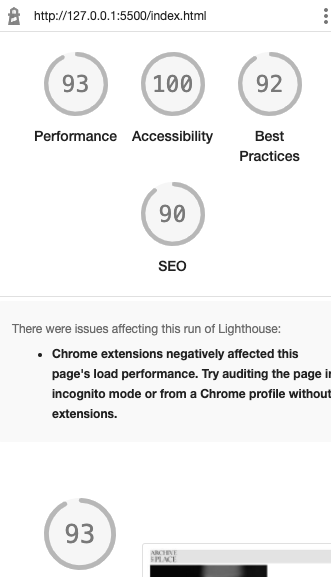 http://127.0.0.1:5500/index.html
93
100
92
Performance
Accessibility
Best
Practices
90
SEO
There were issues affecting this run of Lighthouse:
• Chrome extensions negatively affected this
page's load performance. Try auditing the page in
incognito mode or from a Chrome profile without
extensions.
93
ARCHIVE
PLACE